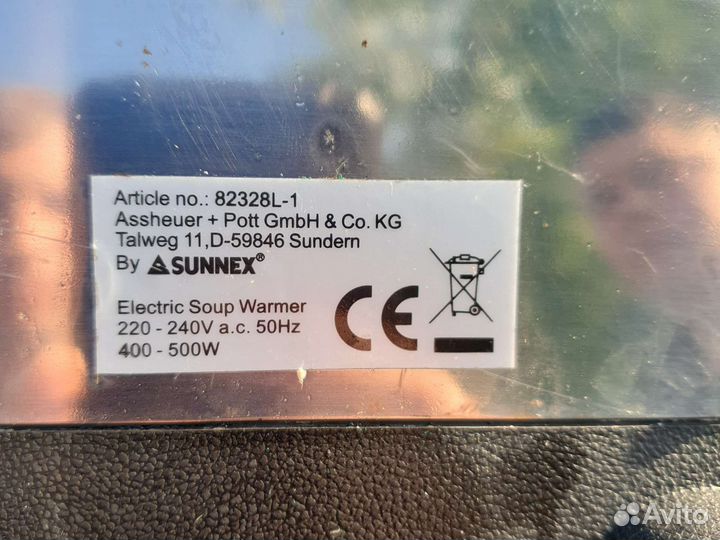 Article no.: 82328L-1
Assheuer + Pott GmbH & Co. KG
Talweg 11,D-59846 Sundern
By SUNNEX®
Electric Soup Warmer
220 - 240V a.c. 50Hz
400 - 500W
CE
Avito